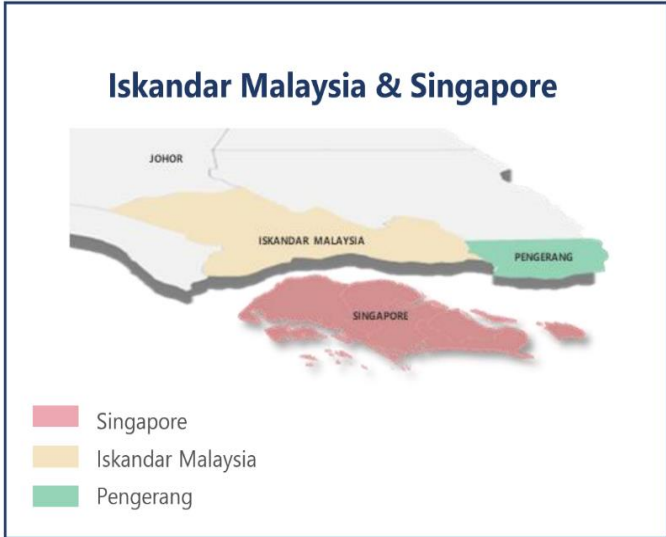 Iskandar Malaysia & Singapore
JOHOR
ISKANDAR MALAYSIA
PENGERANG
SINGAPORE
Singapore
Iskandar Malaysia
Pengerang